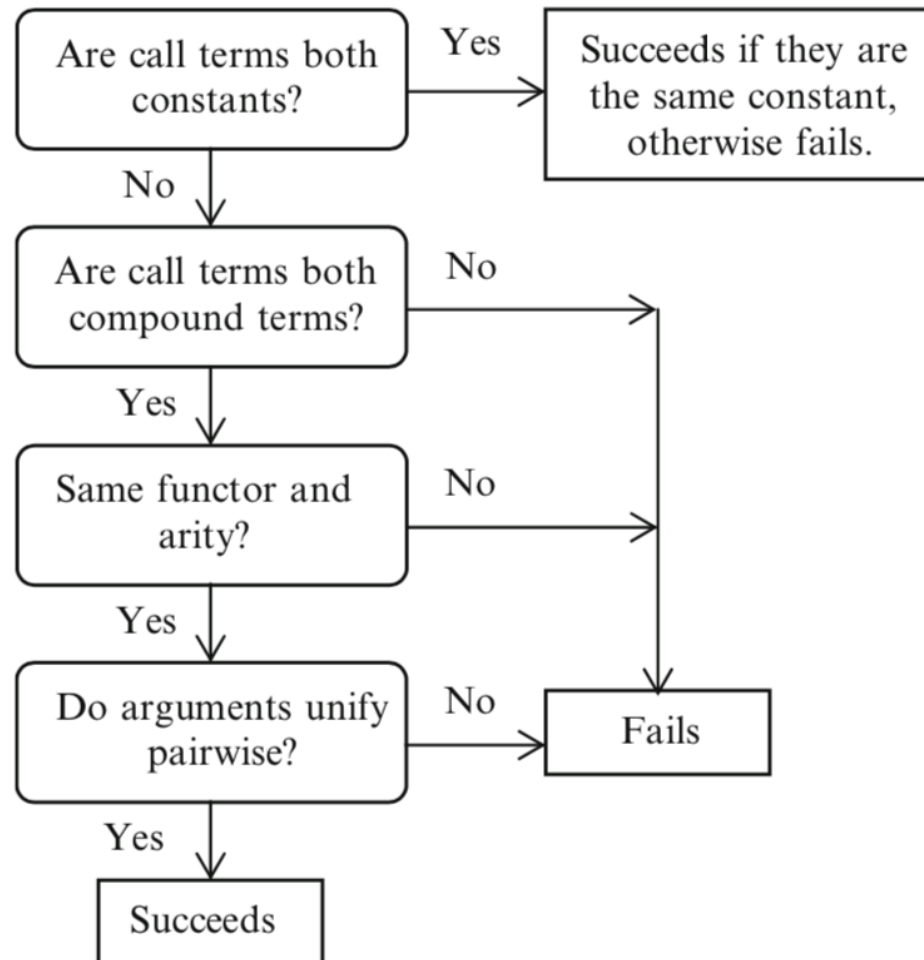 Are call terms both
constants?
Yes
Succeeds if they are
the same constant,
otherwise fails.
No
Are call terms both
compound terms?
No
Yes
Same functor and
arity?
No
Yes
Do arguments unify
pairwise?
No
Fails
Yes
Succeeds